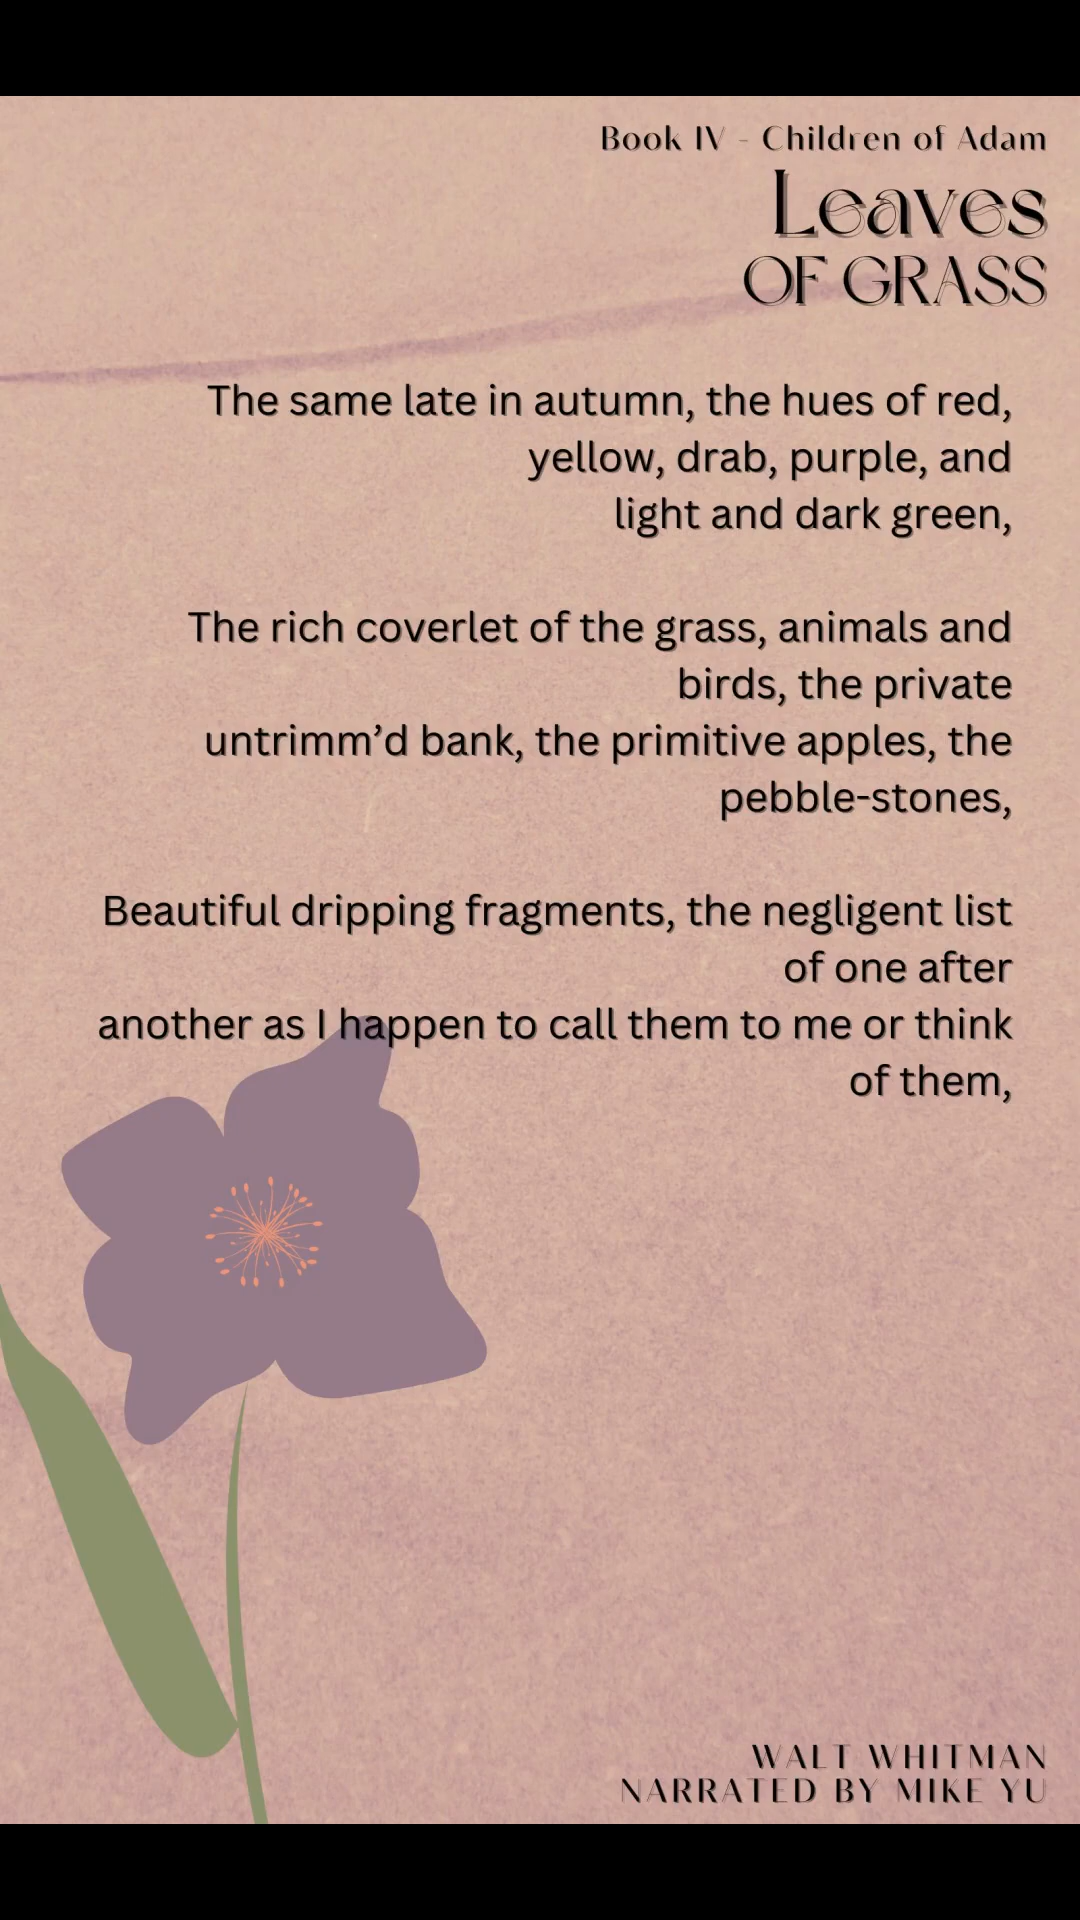 Book IV - Children of Adam
Leaves
OF GRASS
The same late in autumn, the hues of red,
yellow, drab, purple, and
light and dark green,
The rich coverlet of the grass, animals and
birds, the private
untrimm’d bank, the primitive apples, the
pebble-stones,
Beautiful dripping fragments, the negligent list
of one after
another as I happen to call them to me or think
of them,
WALT WHITMAN
NARRATED BY MIKE YU